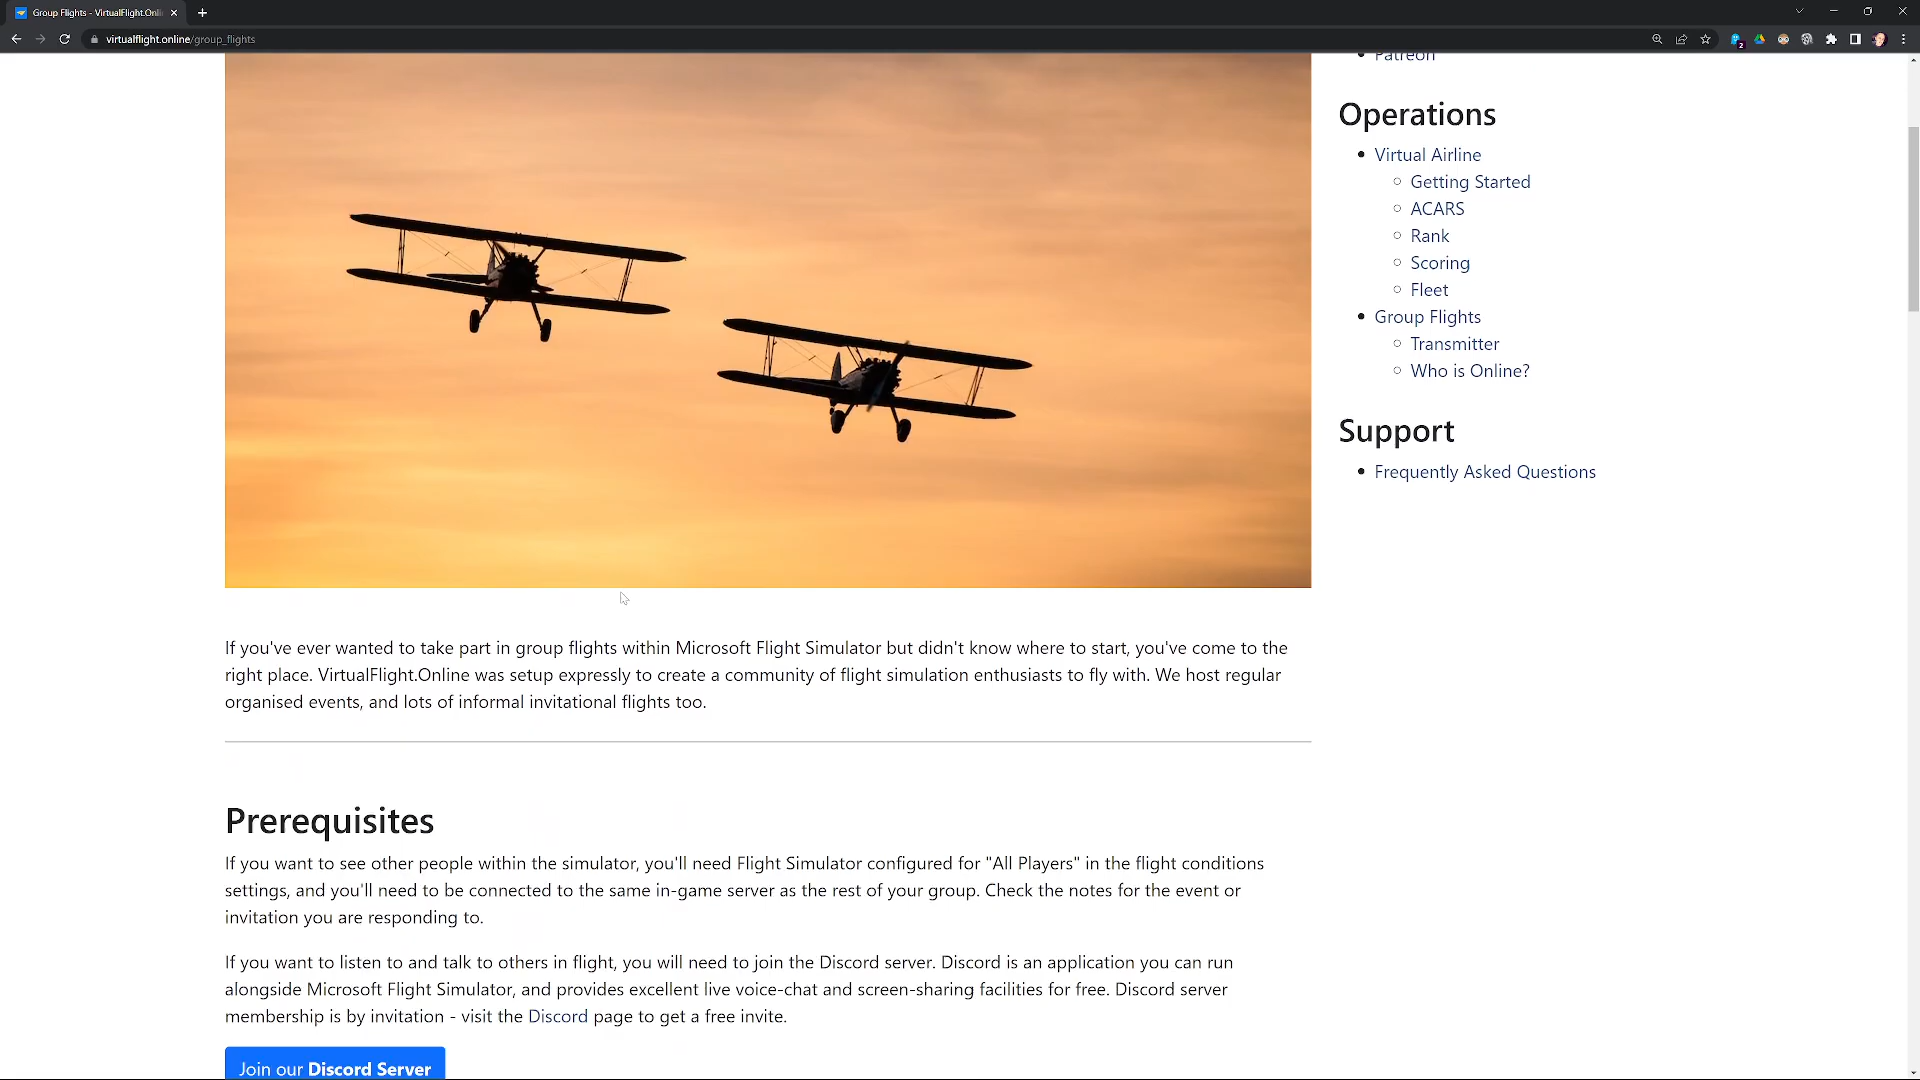 Group Flights - VirtualFlight.Onli
virtualflight.online/group_flights
2
Patreon
Operations
Virtual Airline
Getting Started
ACARS
Rank
Scoring
Fleet
Group Flights
Transmitter
Who is Online?
Support
Frequently Asked Questions
If you've ever wanted to take part in group flights within Microsoft Flight Simulator but didn't know where to start, you've come to the
right place. VirtualFlight.Online was setup expressly to create a community of flight simulation enthusiasts to fly with. We host regular
organised events, and lots of informal invitational flights too.
Prerequisites
If you want to see other people within the simulator, you'll need Flight Simulator configured for "All Players" in the flight conditions
settings, and you'll need to be connected to the same in-game server as the rest of your group. Check the notes for the event or
invitation you are responding to.
If you want to listen to and talk to others in flight, you will need to join the Discord server. Discord is an application you can run
alongside Microsoft Flight Simulator, and provides excellent live voice-chat and screen-sharing facilities for free. Discord server
membership is by invitation - visit the Discord page to get a free invite.
Join our Discord Server